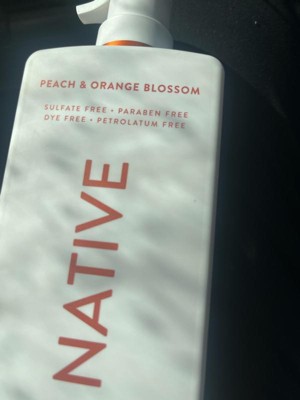 PEACH & ORANGE BLOSSOM
SULFATE FREE • PARABEN FREE
DYE FREE • PETROLATUM FREE
NATIVE